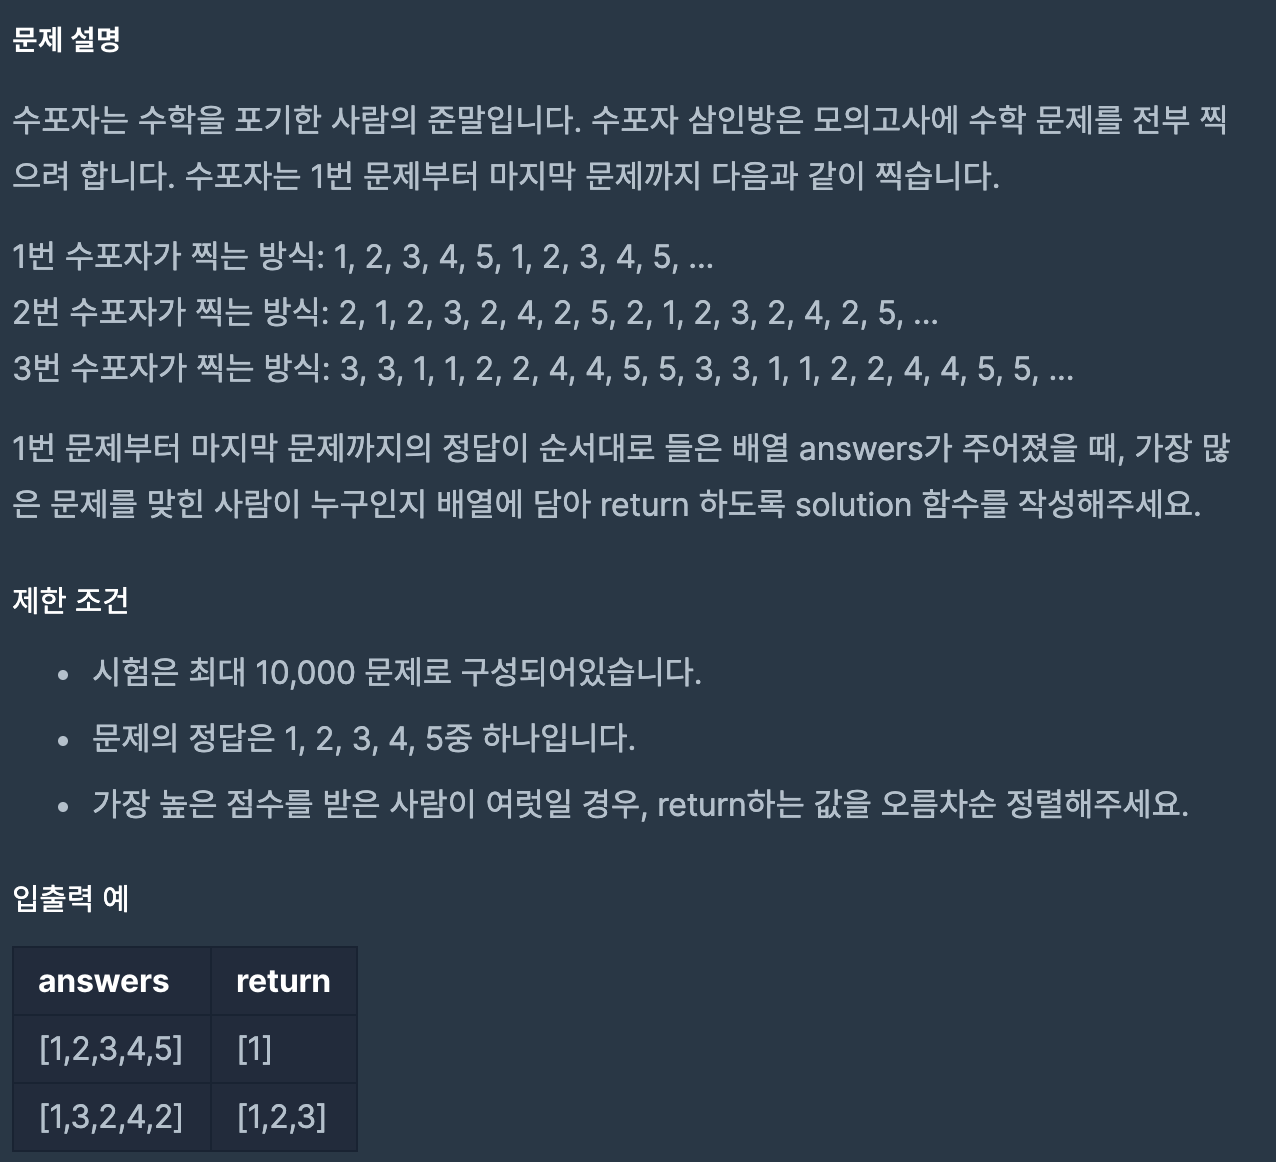 문제 설명
수포자는 수학을 포기한 사람의 준말입니다. 수포자 삼인방은 모의고사에 수학 문제를 전부 찍
으려 합니다. 수포자는 1번 문제부터 마지막 문제까지 다음과 같이 찍습니다.
1번 수포자가 찍는 방식: 1, 2, 3, 4, 5, 1, 2, 3, 4, 5, ...
2번 수포자가 찍는 방식: 2, 1, 2, 3, 2, 4, 2, 5, 2, 1, 2, 3, 2, 4, 2, 5, ...
3번 수포자가 찍는 방식: 3, 3, 1, 1, 2, 2, 4, 4, 5, 5, 3, 3, 1, 1, 2, 2, 4, 4, 5, 5, ...
1번 문제부터 마지막 문제까지의 정답이 순서대로 들은 배열 answers가 주어졌을 때, 가장 많
은 문제를 맞힌 사람이 누구인지 배열에 담아 return 하도록 solution 함수를 작성해주세요.
제한 조건
• 시험은 최대 10,000 문제로 구성되어있습니다.
• 문제의 정답은 1, 2, 3, 4, 5중 하나입니다.
• 가장 높은 점수를 받은 사람이 여럿일 경우, return하는 값을 오름차순 정렬해주세요.
입출력 예
answers return
[1,2,3,4,5] [1]
[1,3,2,4,2] [1,2,3]